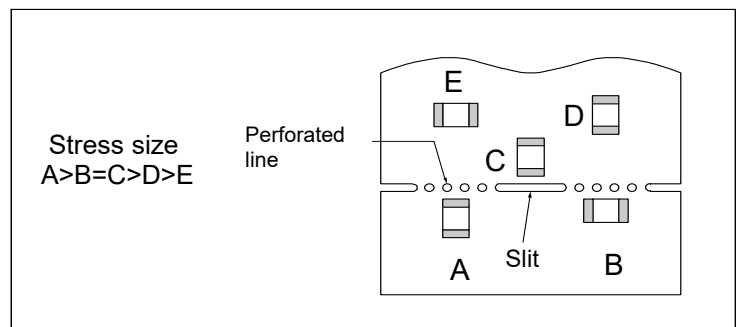 Stress size
A>B=C>D>E
Perforated
line
E
D
C
A
Slit
B